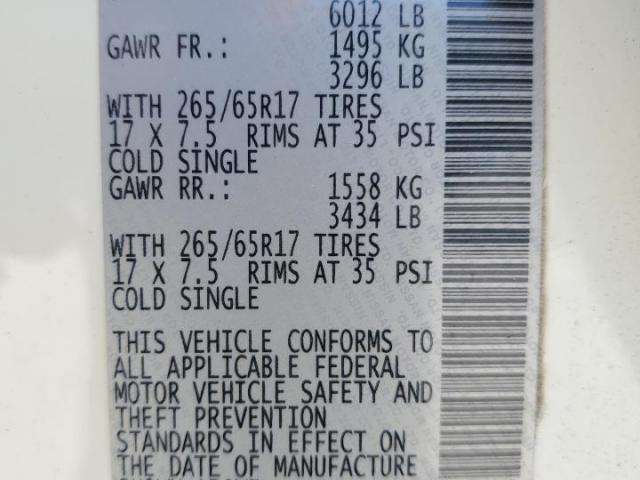 6012 LB
GAWR FR.: 1495 KG
3296 LB
WITH 265/65R17 TIRES
17 X 7.5 RIMS AT 35 PSI
COLD SINGLE
GAWR RR.: 1558 KG
3434 LB
WITH 265/65R17 TIRES
17 X 7.5 RIMS AT 35 PSI
COLD SINGLE
THIS VEHICLE CONFORMS TO
ALL APPLICABLE FEDERAL
MOTOR VEHICLE SAFETY AND
THEFT PREVENTION
STANDARDS IN EFFECT ON
THE DATE OF MANUFACTURE